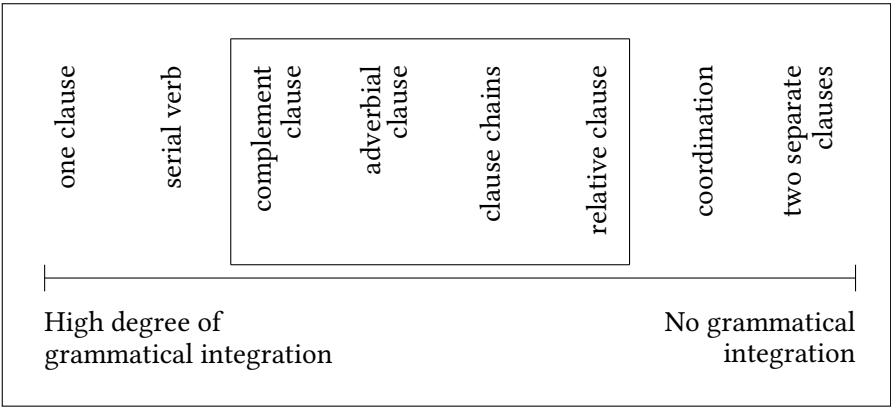 one clause
serial verb
complement
clause
adverbial
clause
clause chains
relative clause
coordination
two separate
clauses
High degree of
grammatical integration
No grammatical
integration